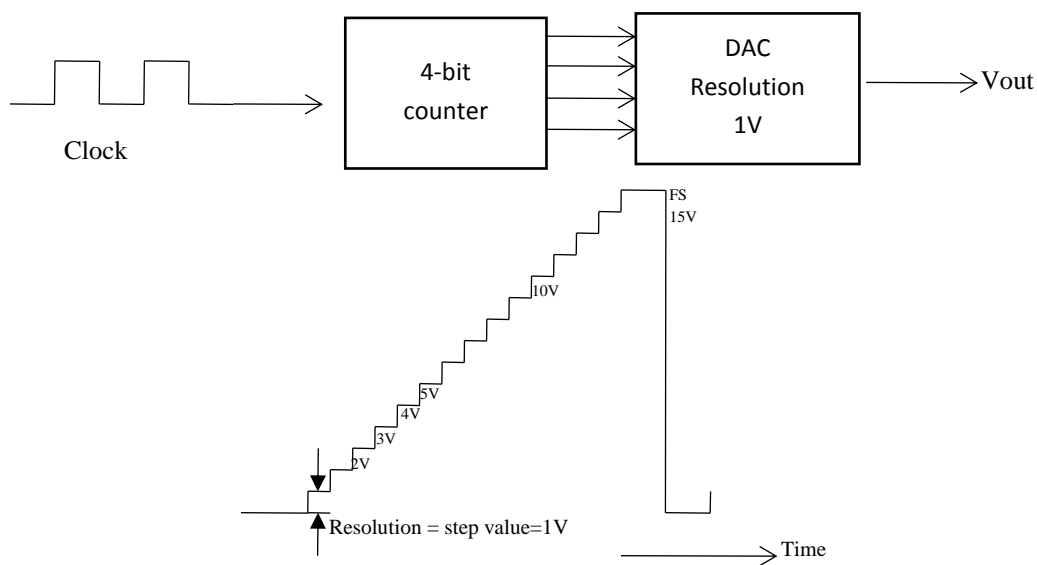 4-bit
counter
DAC
Resolution
1V
Vout
Clock
FS
15V
10V
5V
4V
3V
2V
Resolution = step value=1V
Time